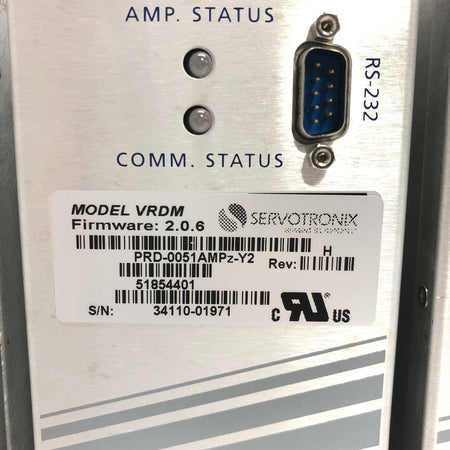 AMP. STATUS
RS-232
COMM. STATUS
MODEL VRDM
Firmware: 2.0.6
SERVOTRONIX
PRD-0051AMPz-Y2
Rev: H
51854401
S/N: 34110-01971
C RU US